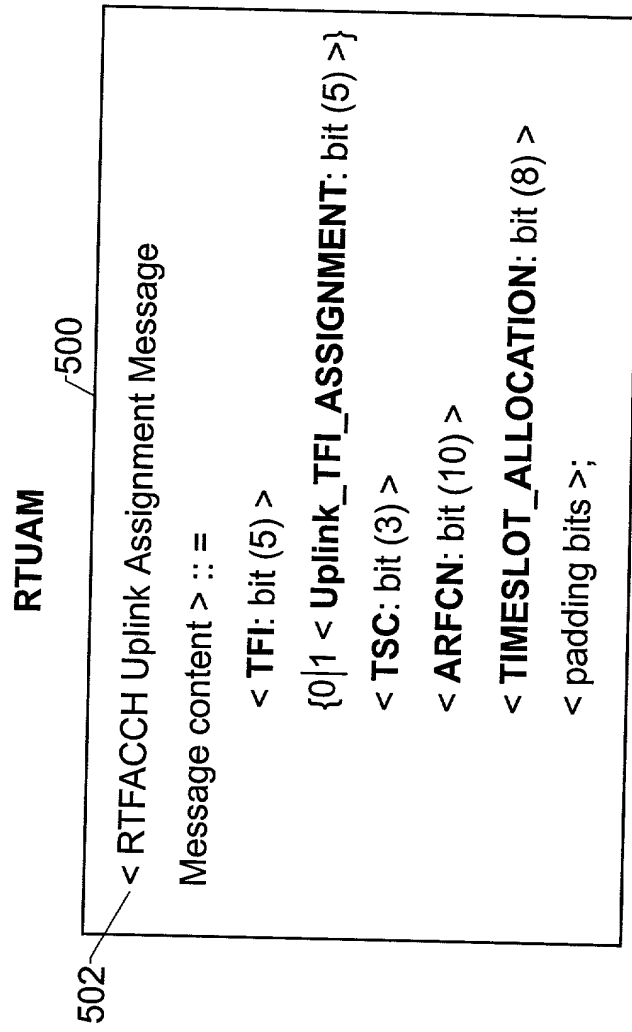 RTUAM
500
502
< RTFACCH Uplink Assignment Message
Message content > :: =
< TFI: bit (5) >
{0|1 < Uplink_TFI_ASSIGNMENT: bit (5) >}
< TSC: bit (3) >
< ARFCN: bit (10) >
< TIMESLOT_ALLOCATION: bit (8) >
< padding bits >;